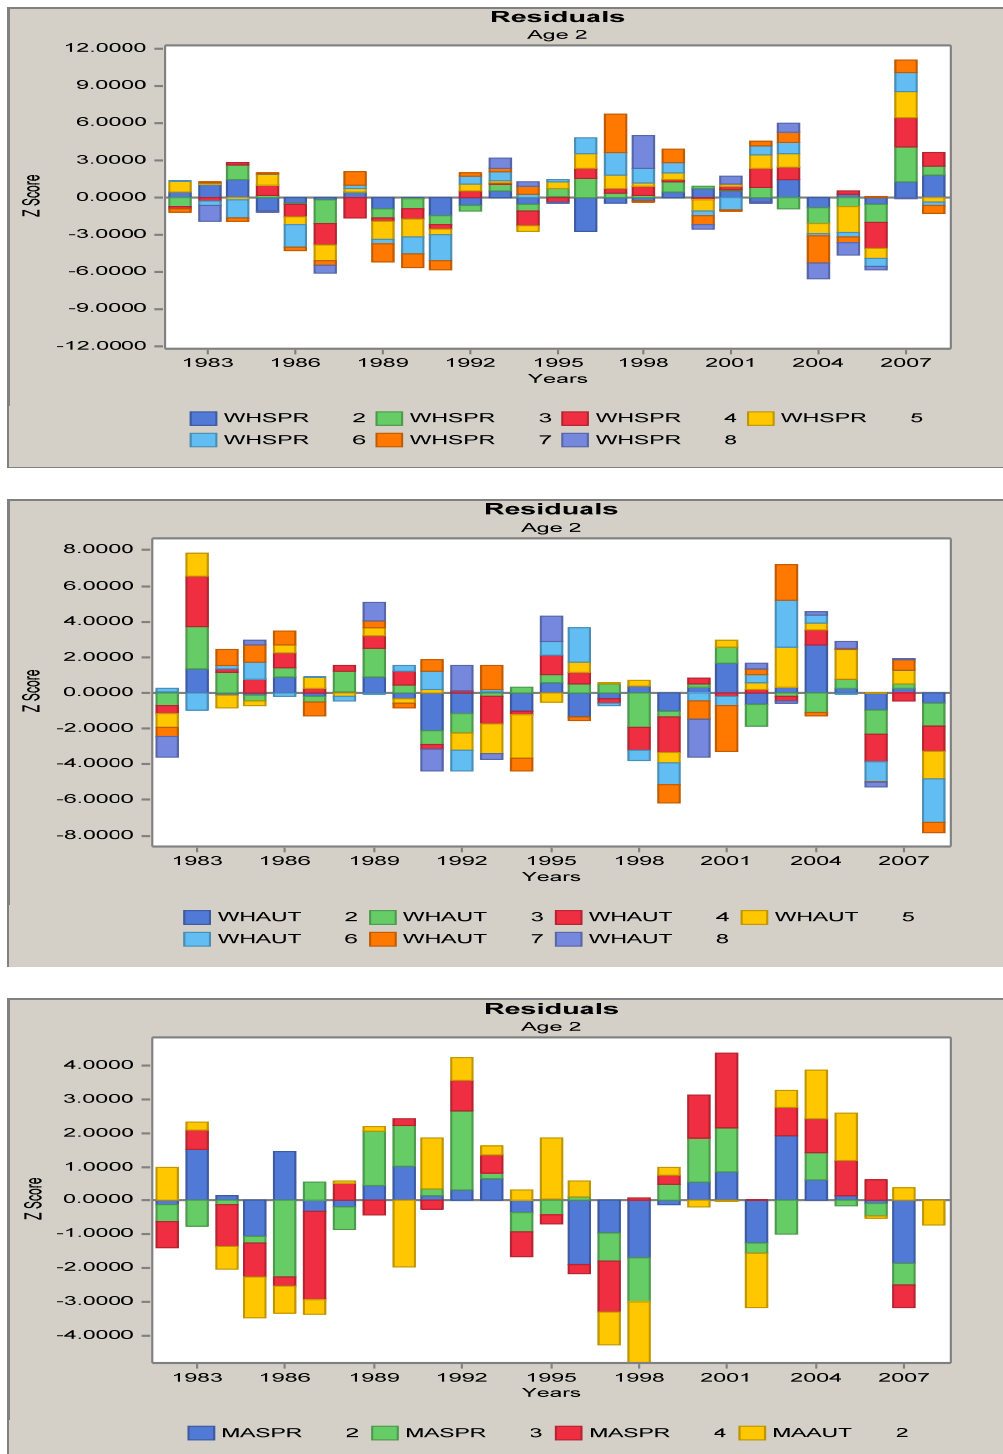 Residuals
Age 2
12.0000
9.0000
6.0000
3.0000
0.0000
-3.0000
-6.0000
-9.0000
-12.0000
Z Score
1983 1986 1989 1992 1995 1998 2001 2004 2007
Years
WHSPR 2 WHSPR 3 WHSPR 4 WHSPR 5
WHSPR 6 WHSPR 7 WHSPR 8
Residuals
Age 2
8.0000
6.0000
4.0000
2.0000
0.0000
-2.0000
-4.0000
-6.0000
-8.0000
Z Score
1983 1986 1989 1992 1995 1998 2001 2004 2007
Years
WHAUT 2 WHAUT 3 WHAUT 4 WHAUT 5
WHAUT 6 WHAUT 7 WHAUT 8
Residuals
Age 2
4.0000
3.0000
2.0000
1.0000
0.0000
-1.0000
-2.0000
-3.0000
-4.0000
Z Score
1983 1986 1989 1992 1995 1998 2001 2004 2007
Years
MASPR 2 MASPR 3 MASPR 4 MAAUT 2